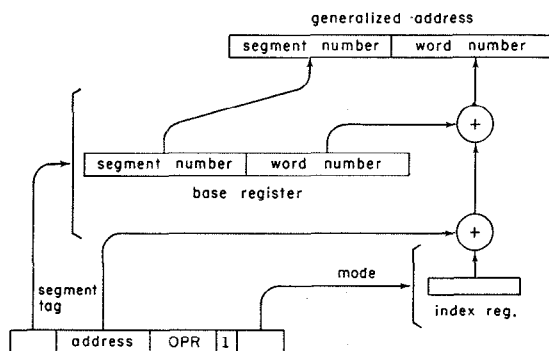 generalized address
segment number word number
+
segment number word number
base register
+
segment tag
mode
index reg.
address OPR 1